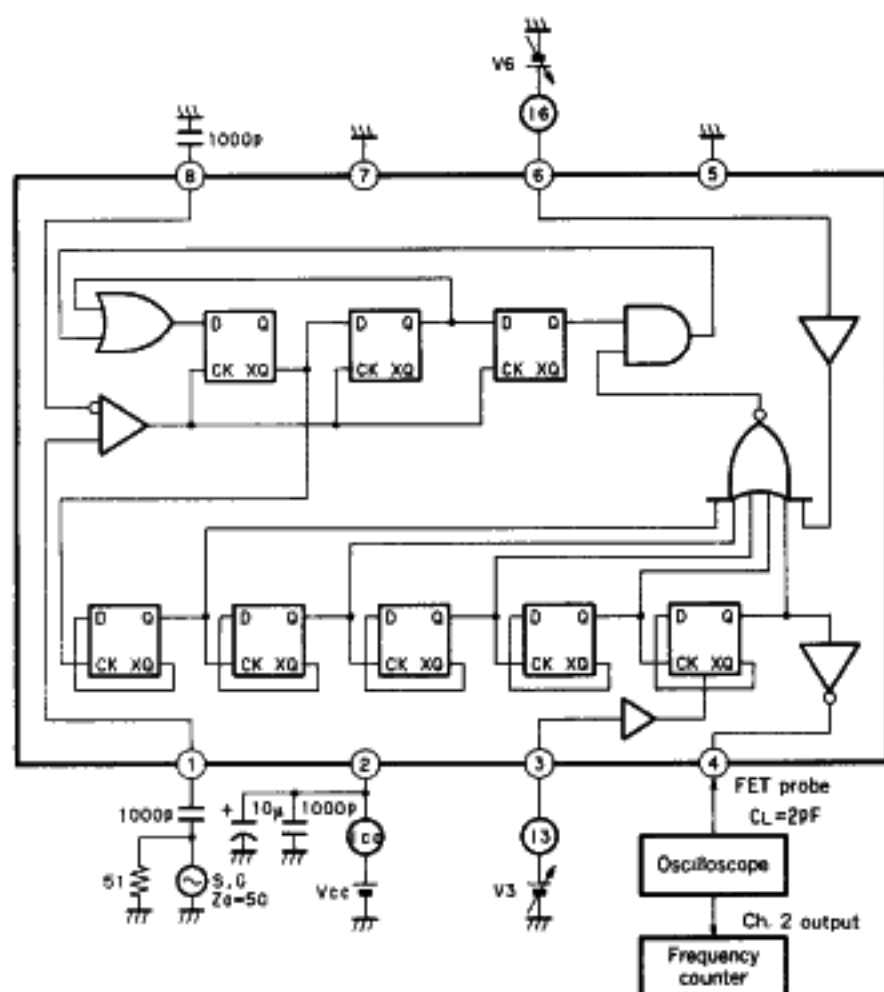 V6
16
1000p
8
7
6
5
D Q
CK XQ
D Q
CK XQ
D Q
CK XQ
D Q
CK XQ
D Q
CK XQ
D Q
CK XQ
D Q
CK XQ
D Q
CK XQ
1
2
3
4
1000p
+ 10μ
1000p
Icc
I3
FET probe
CL=2pF
51
S.G
Zo=50
Vcc
V3
Oscilloscope
Ch. 2 output
Frequency
counter